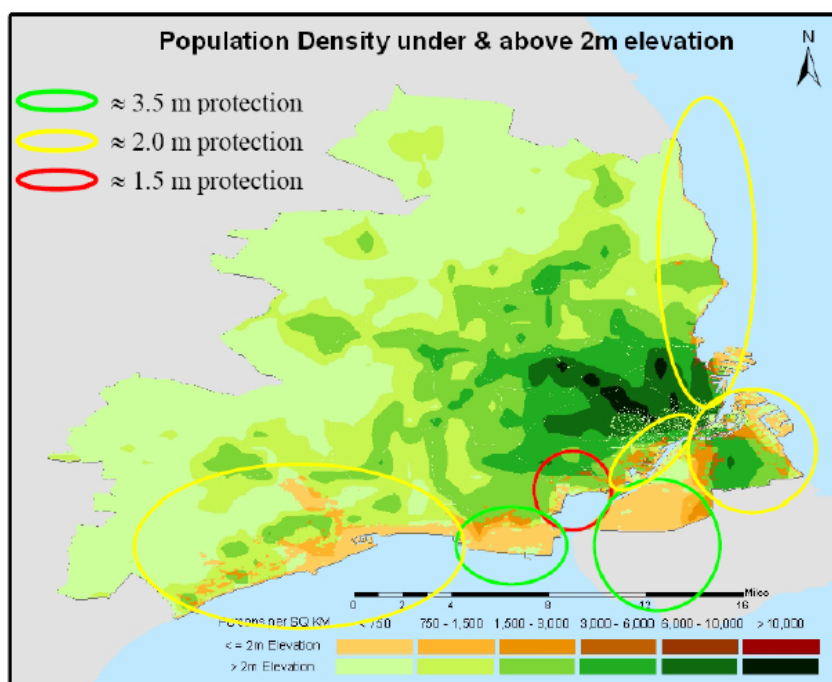 Population Density under & above 2m elevation
N
≈ 3.5 m protection
≈ 2.0 m protection
≈ 1.5 m protection
0 2 4 8 12 16 Miles
Persons per SQ KM < 750 750 - 1,500 1,500 - 3,000 3,000 - 6,000 6,000 - 10,000 > 10,000
< = 2m Elevation
> 2m Elevation